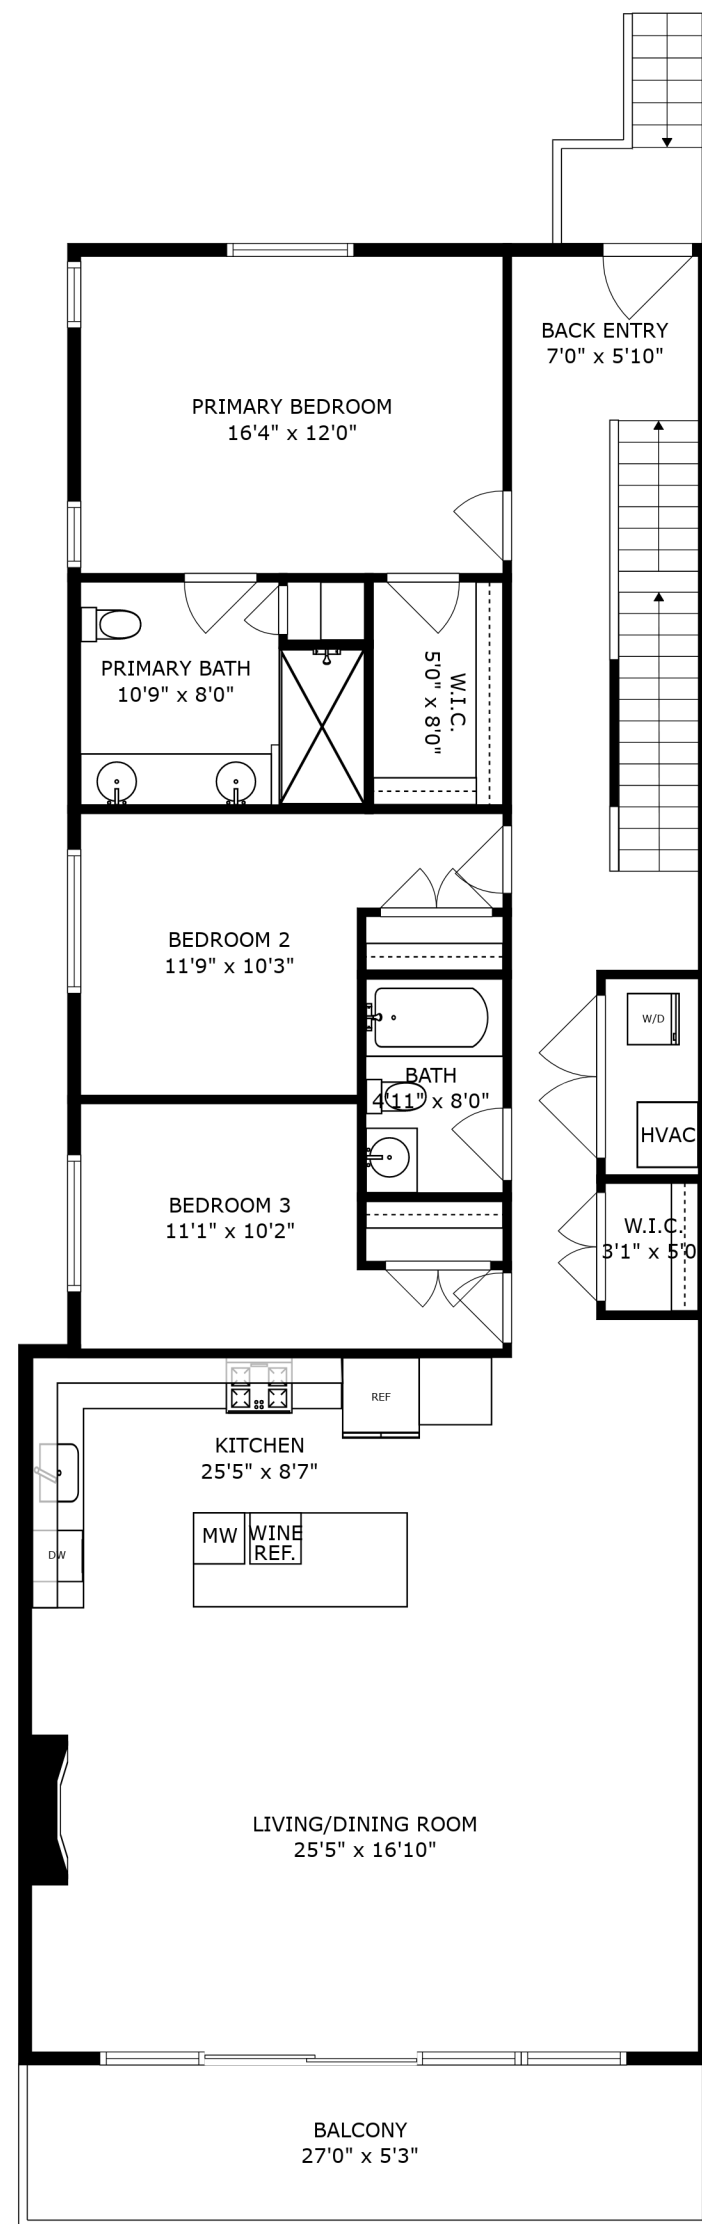 BACK ENTRY
7'0" x 5'10"
PRIMARY BEDROOM
16'4" x 12'0"
PRIMARY BATH
10'9" x 8'0"
W.I.C.
5'0" x 8'0"
BEDROOM 2
11'9" x 10'3"
W/D
BATH
4'11" x 8'0"
HVAC
BEDROOM 3
11'1" x 10'2"
W.I.C.
3'1" x 5'0
REF
KITCHEN
25'5" x 8'7"
MW
WINE
REF.
DW
LIVING/DINING ROOM
25'5" x 16'10"
BALCONY
27'0" x 5'3"